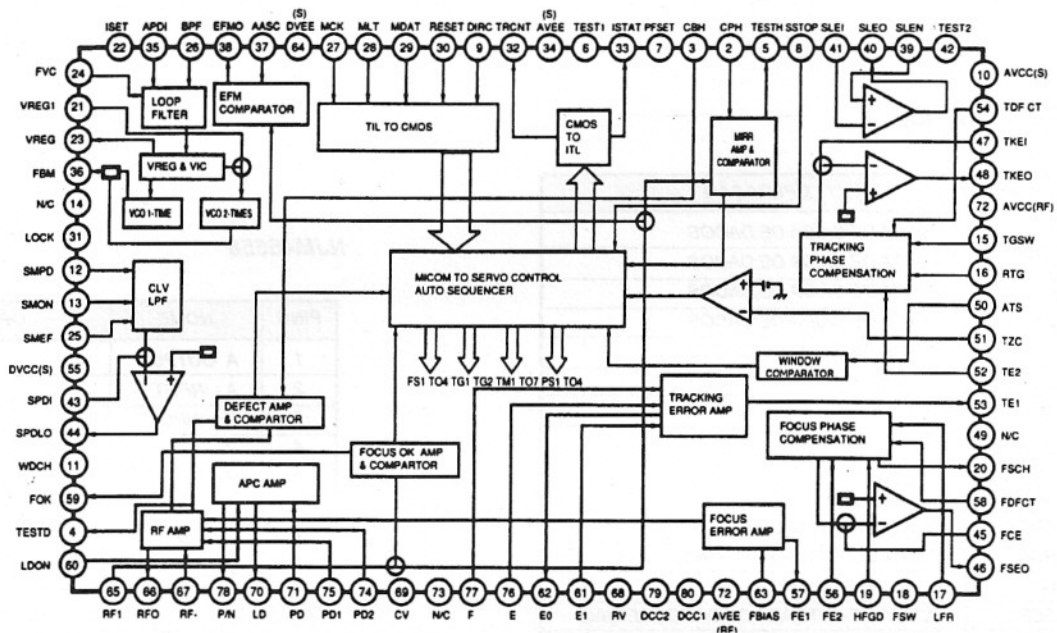 (S) (S)
ISET APDI BPF EFMO AASC DVEE MCK MLT MDAT RESET DIRC TRCNT AVEE TEST1 ISTAT PFSET CBH CPH TESTH SSTOP SLEI SLEO SLEN TEST2
22 35 26 38 37 64 27 28 29 30 9 32 34 6 33 7 3 2 5 8 41 40 39 42
FVC 24
VREG1 21
VREG 23
FBM 36
N/C 14
LOCK 31
SMPD 12
SMON 13
SMEF 25
DVCC(S) 55
SPDI 43
SPDLO 44
WDCH 11
FOK 59
TESTD 4
LDON 60
LOOP
FILTER
EFM
COMPARATOR
TIL TO CMOS
CMOS
TO
ITL
MIRR
AMP &
COMPARATOR
VREG & VIC
VCO 1-TIME
VCO 2-TIMES
CLV
LPF
MICOM TO SERVO CONTROL
AUTO SEQUENCER
FS1 TO4 TG1 TG2 TM1 TO7 PS1 TO4
TRACKING
PHASE
COMPENSATION
WINDOW
COMPARATOR
DEFECT AMP
& COMPARTOR
TRACKING
ERROR AMP
FOCUS OK AMP
& COMPARTOR
FOCUS PHASE
COMPENSATION
APC AMP
RF AMP
FOCUS
ERROR AMP
+
−
+
−
+
−
+
+
−
10 AVCC(S)
54 TDF CT
47 TKEI
48 TKEO
72 AVCC(RF)
15 TGSW
16 RTG
50 ATS
51 TZC
52 TE2
53 TE1
49 N/C
20 FSCH
58 FDFCT
45 FCE
46 FSEO
65 66 67 78 70 71 75 74 69 73 77 76 62 61 68 79 80 72 63 57 56 19 18 17
RF1 RFO RF- P/N LD PD PD1 PD2 CV N/C F E E0 E1 RV DCC2 DCC1 AVEE FBIAS FE1 FE2 HFGD FSW LFR
(RF)